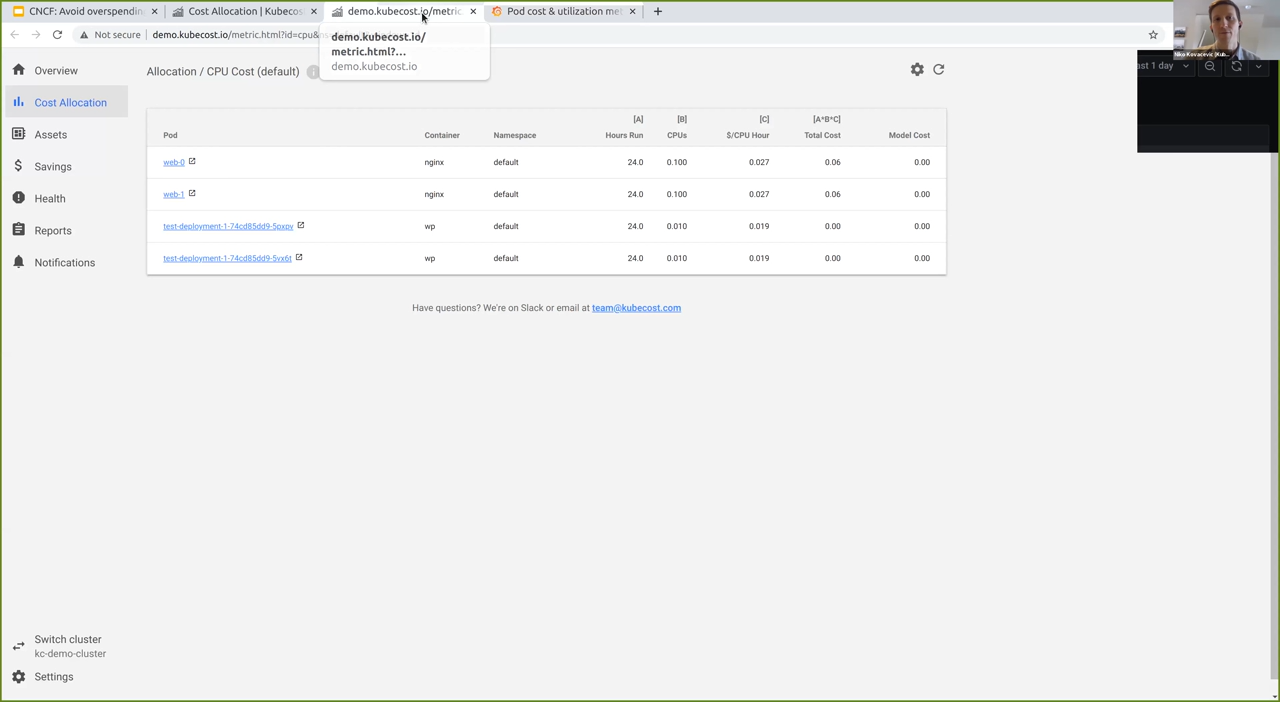 CNCF: Avoid overspendin
Cost Allocation | Kubecos
demo.kubecost.io/metric
Pod cost & utilization me
Not secure
demo.kubecost.io/metric.html?id=cpu&n
demo.kubecost.io/
metric.html?...
demo.kubecost.io
Niko Kovacevic (Kub...
ast 1 day
Overview
Cost Allocation
Assets
Savings
Health
Reports
Notifications
Allocation / CPU Cost (default)
[A] [B] [C] [A*B*C]
Pod Container Namespace Hours Run CPUs $/CPU Hour Total Cost Model Cost
web-0 nginx default 24.0 0.100 0.027 0.06 0.00
web-1 nginx default 24.0 0.100 0.027 0.06 0.00
test-deployment-1-74cd85dd9-5pxpv wp default 24.0 0.010 0.019 0.00 0.00
test-deployment-1-74cd85dd9-5vx6t wp default 24.0 0.010 0.019 0.00 0.00
Have questions? We're on Slack or email at team@kubecost.com
Switch cluster
kc-demo-cluster
Settings